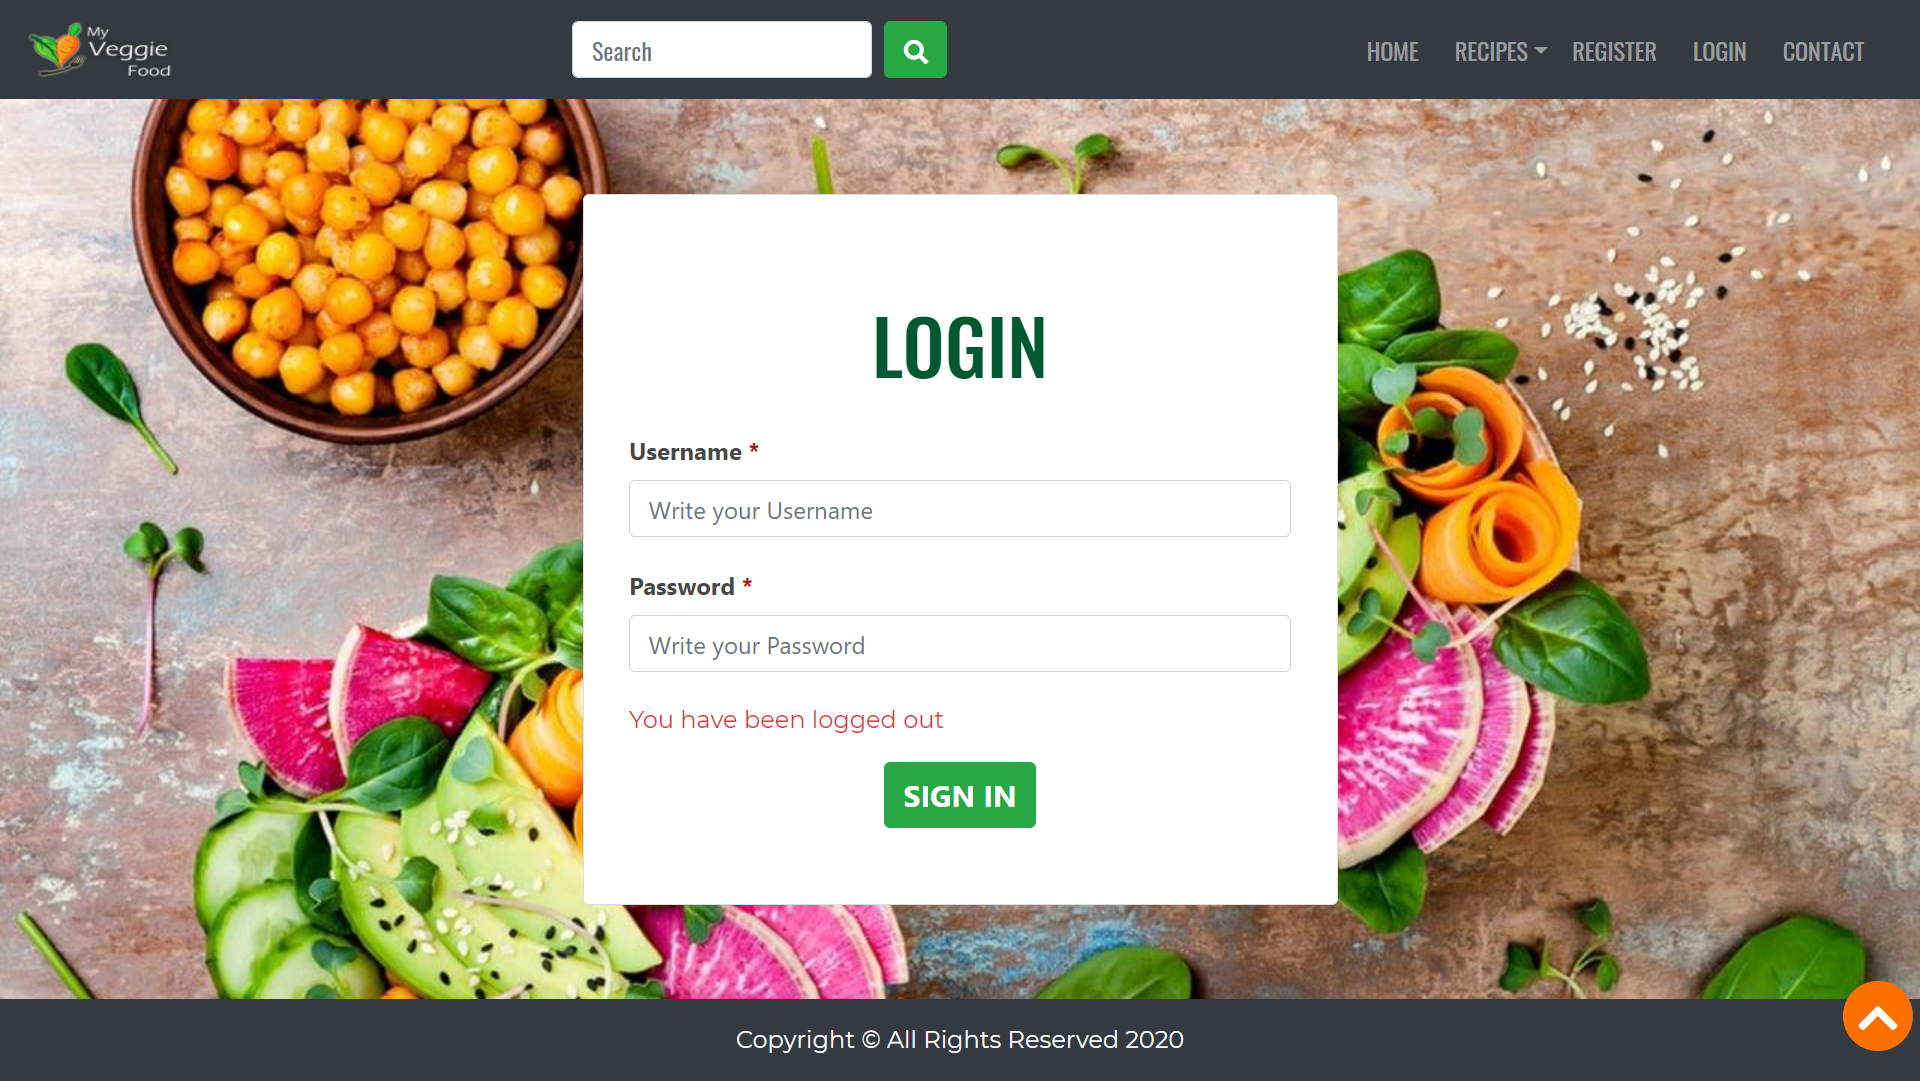 My
Veggie
Food
Search
HOME
RECIPES
REGISTER
LOGIN
CONTACT
LOGIN
Username *
Write your Username
Password *
Write your Password
You have been logged out
SIGN IN
Copyright © All Rights Reserved 2020